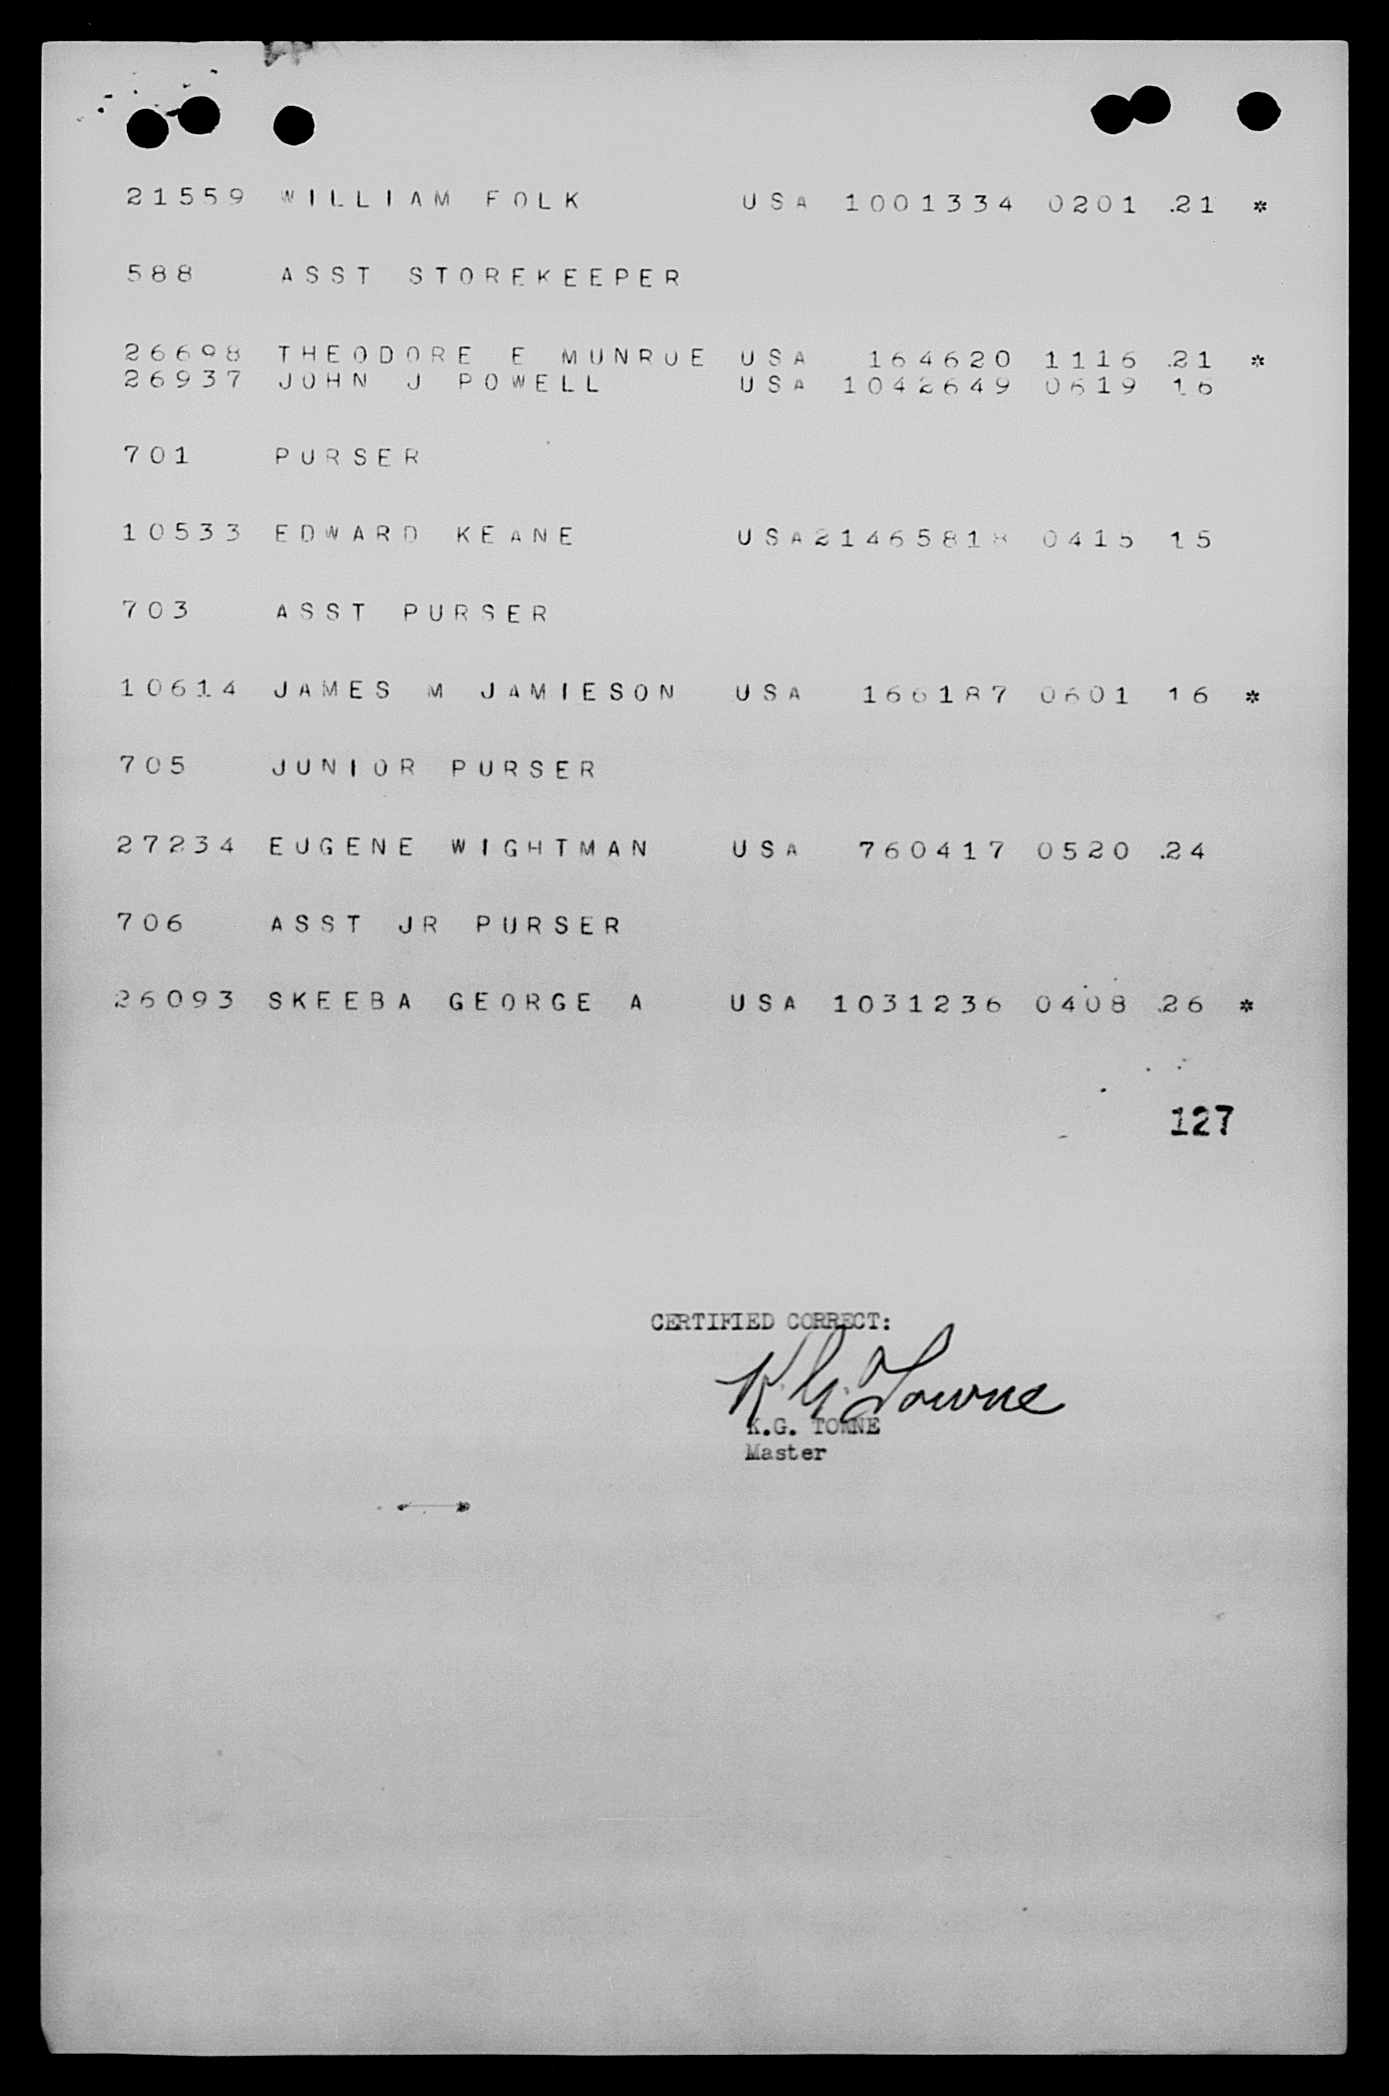 21559 WILLIAM FOLK USA 1001334 0201 .21 *
588 ASST STOREKEEPER
26698 THEODORE E MUNROE USA 164620 1116 .21 *
26937 JOHN J POWELL USA 1042649 0619 16
701 PURSER
10533 EDWARD KEANE USA21465818 0415 15
703 ASST PURSER
10614 JAMES M JAMIESON USA 166187 0601 16 *
705 JUNIOR PURSER
27234 EUGENE WIGHTMAN USA 760417 0520 .24
706 ASST JR PURSER
26093 SKEEBA GEORGE A USA 1031236 0408 .26 *
127
CERTIFIED CORRECT:
K. G. Towne
K.G. TOWNE
Master